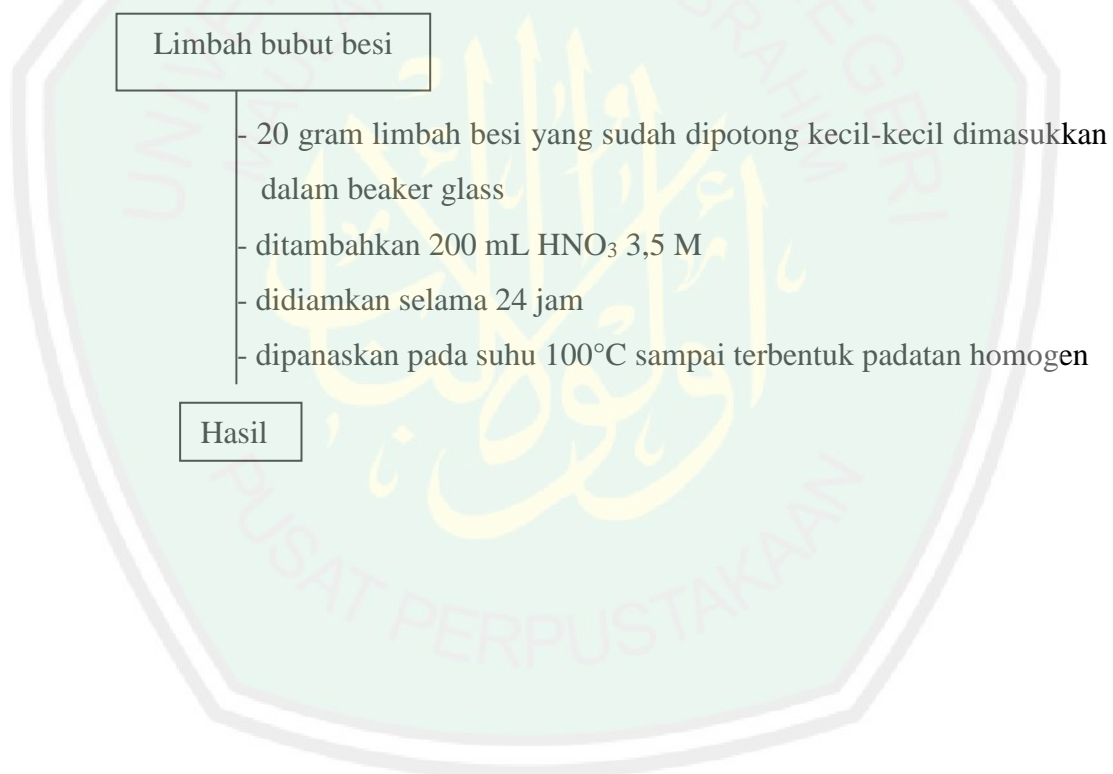 Limbah bubut besi
- 20 gram limbah besi yang sudah dipotong kecil-kecil dimasukkan
dalam beaker glass
- ditambahkan 200 mL HNO₃ 3,5 M
- didiamkan selama 24 jam
- dipanaskan pada suhu 100°C sampai terbentuk padatan homogen
Hasil
PUSAT PERPUSTAKAAN